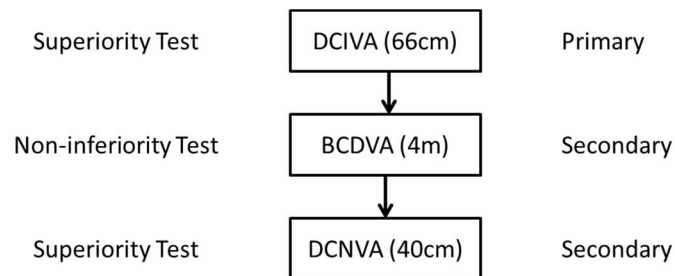 Superiority Test DCIVA (66cm) Primary
Non-inferiority Test BCDVA (4m) Secondary
Superiority Test DCNVA (40cm) Secondary